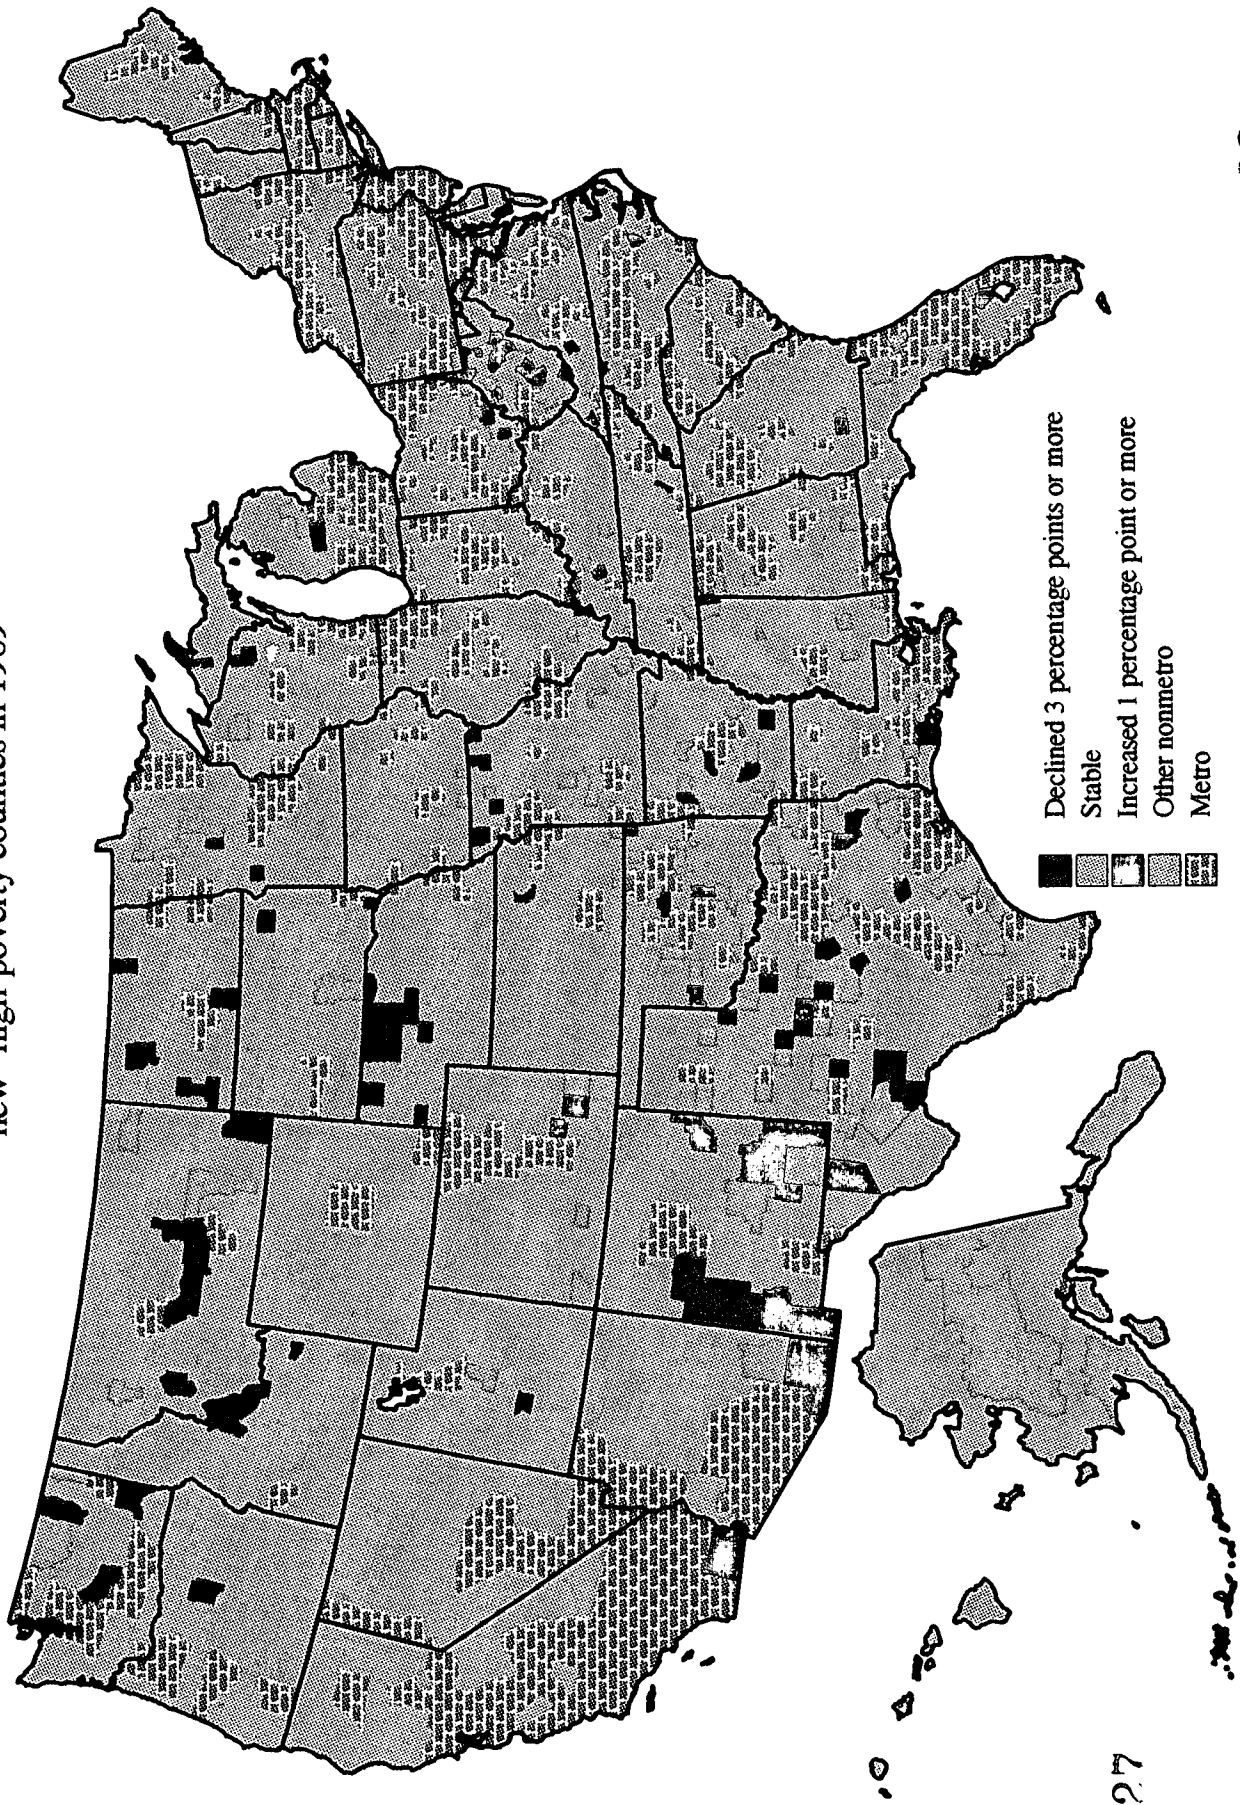 new high-poverty counties in 1989
Declined 3 percentage points or more
Stable
Increased 1 percentage point or more
Other nonmetro
Metro
27